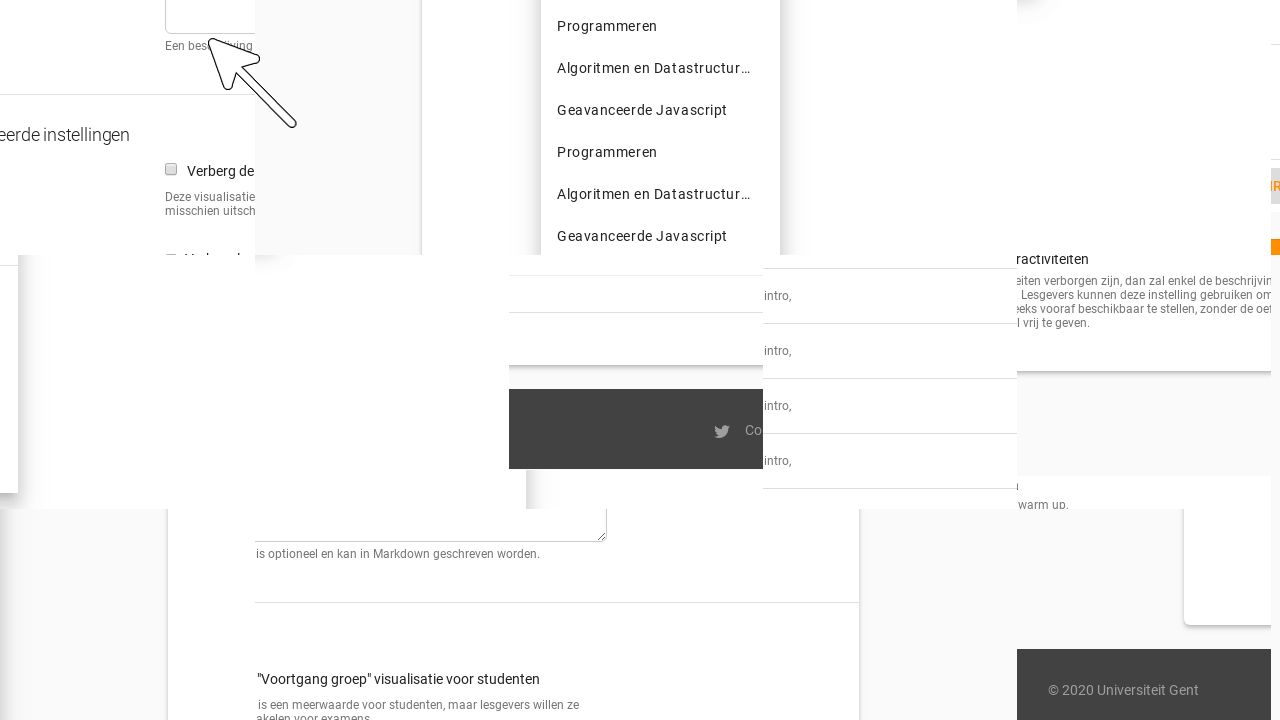 Een bes
Programmeren
Algoritmen en Datastructur…
Geavanceerde Javascript
Programmeren
Algoritmen en Datastructur…
Geavanceerde Javascript
eerde instellingen
Verberg de
Deze visualisatie
misschien uitsch
ractiviteiten
eiten verborgen zijn, dan zal enkel de beschrijvin
. Lesgevers kunnen deze instelling gebruiken om
eeks vooraf beschikbaar te stellen, zonder de oef
l vrij te geven.
intro,
intro,
intro,
intro,
Co
warm up.
is optioneel en kan in Markdown geschreven worden.
"Voortgang groep" visualisatie voor studenten
is een meerwaarde voor studenten, maar lesgevers willen ze
akelen voor examens.
© 2020 Universiteit Gent